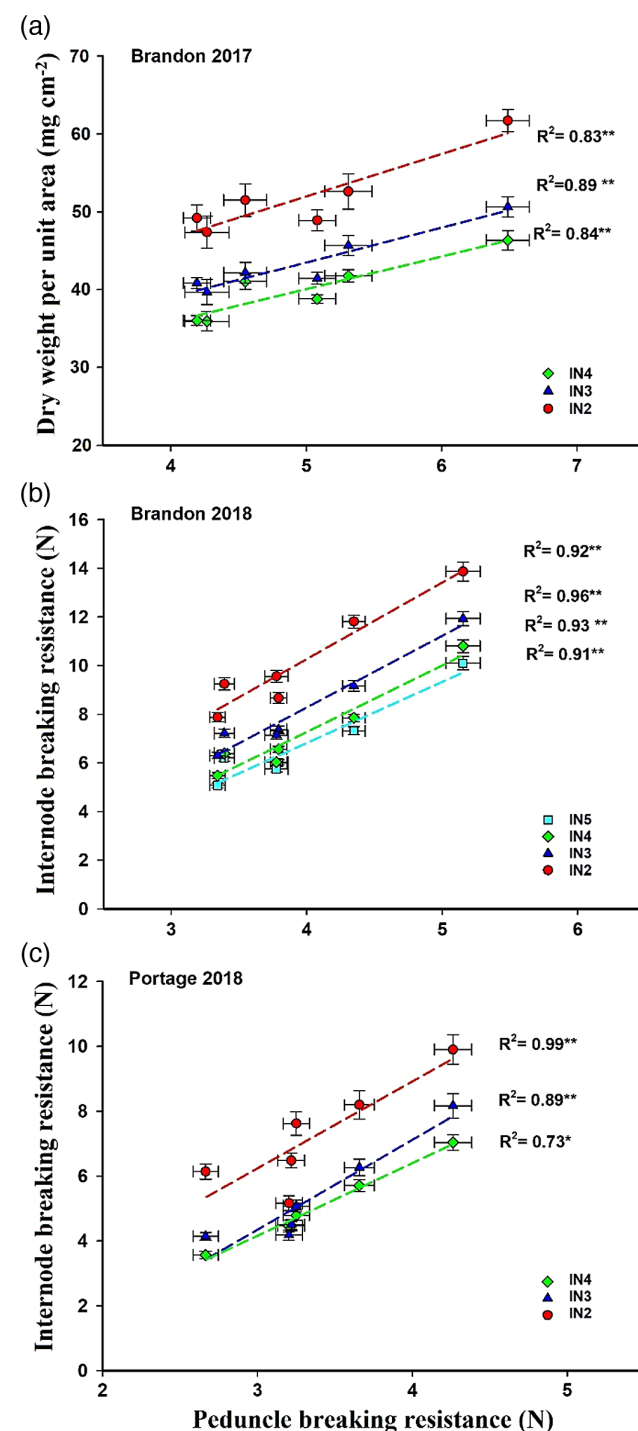 (a)
Brandon 2017
Dry weight per unit area (mg cm-2)
70
60
50
40
30
20
R2= 0.83**
R2=0.89 **
R2= 0.84**
IN4
IN3
IN2
4
5
6
7
(b)
Brandon 2018
Internode breaking resistance (N)
16
14
12
10
8
6
4
2
0
R2= 0.92**
R2= 0.96**
R2= 0.93 **
R2= 0.91**
IN5
IN4
IN3
IN2
3
4
5
6
(c)
Portage 2018
Internode breaking resistance (N)
12
10
8
6
4
2
0
R2= 0.99**
R2= 0.89**
R2= 0.73*
IN4
IN3
IN2
2
3
4
5
Peduncle breaking resistance (N)